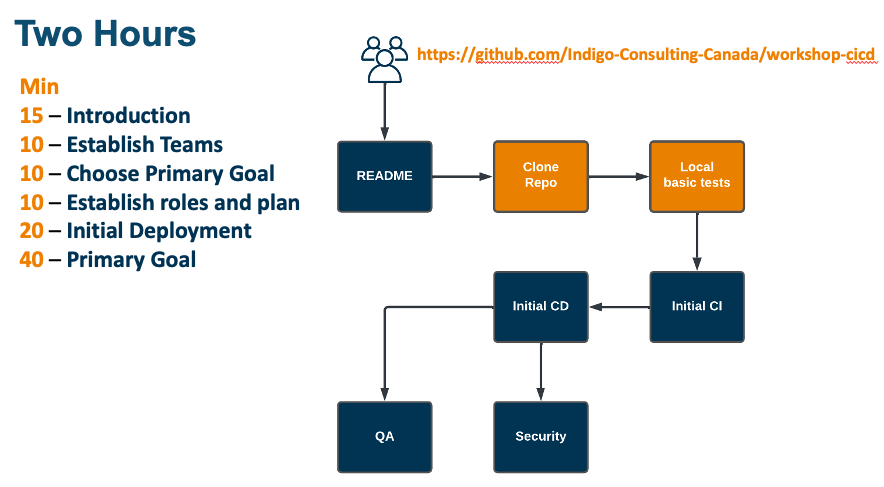 Two Hours
https://github.com/Indigo-Consulting-Canada/workshop-cicd
Min
15 – Introduction
10 – Establish Teams
10 – Choose Primary Goal
10 – Establish roles and plan
20 – Initial Deployment
40 – Primary Goal
README
Clone
Repo
Local
basic tests
Initial CI
Initial CD
QA
Security